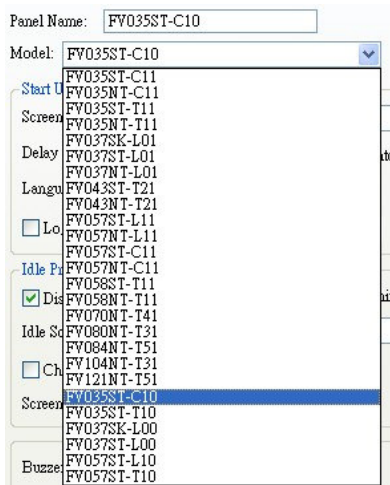 Panel Name: FV035ST-C10
Model: FV035ST-C10
FV035ST-C11
Start U FV035NT-C11
FV035ST-T11
Screen FV035NT-T11
FV037SK-L01
Delay FV037ST-L01
FV037NT-L01
Langu FV043ST-T21
FV043NT-T21
Lo FV057ST-L11
FV057NT-L11
FV057ST-C11
Idle Pr FV057NT-C11
FV058ST-T11
Dis FV058NT-T11
FV070NT-T41
Idle Sc FV080NT-T31
FV084NT-T51
Ch FV104NT-T31
FV121NT-T51
Screen FV035ST-C10
FV035ST-T10
FV037SK-L00
FV037ST-L00
Buzze FV057ST-L10
FV057ST-T10